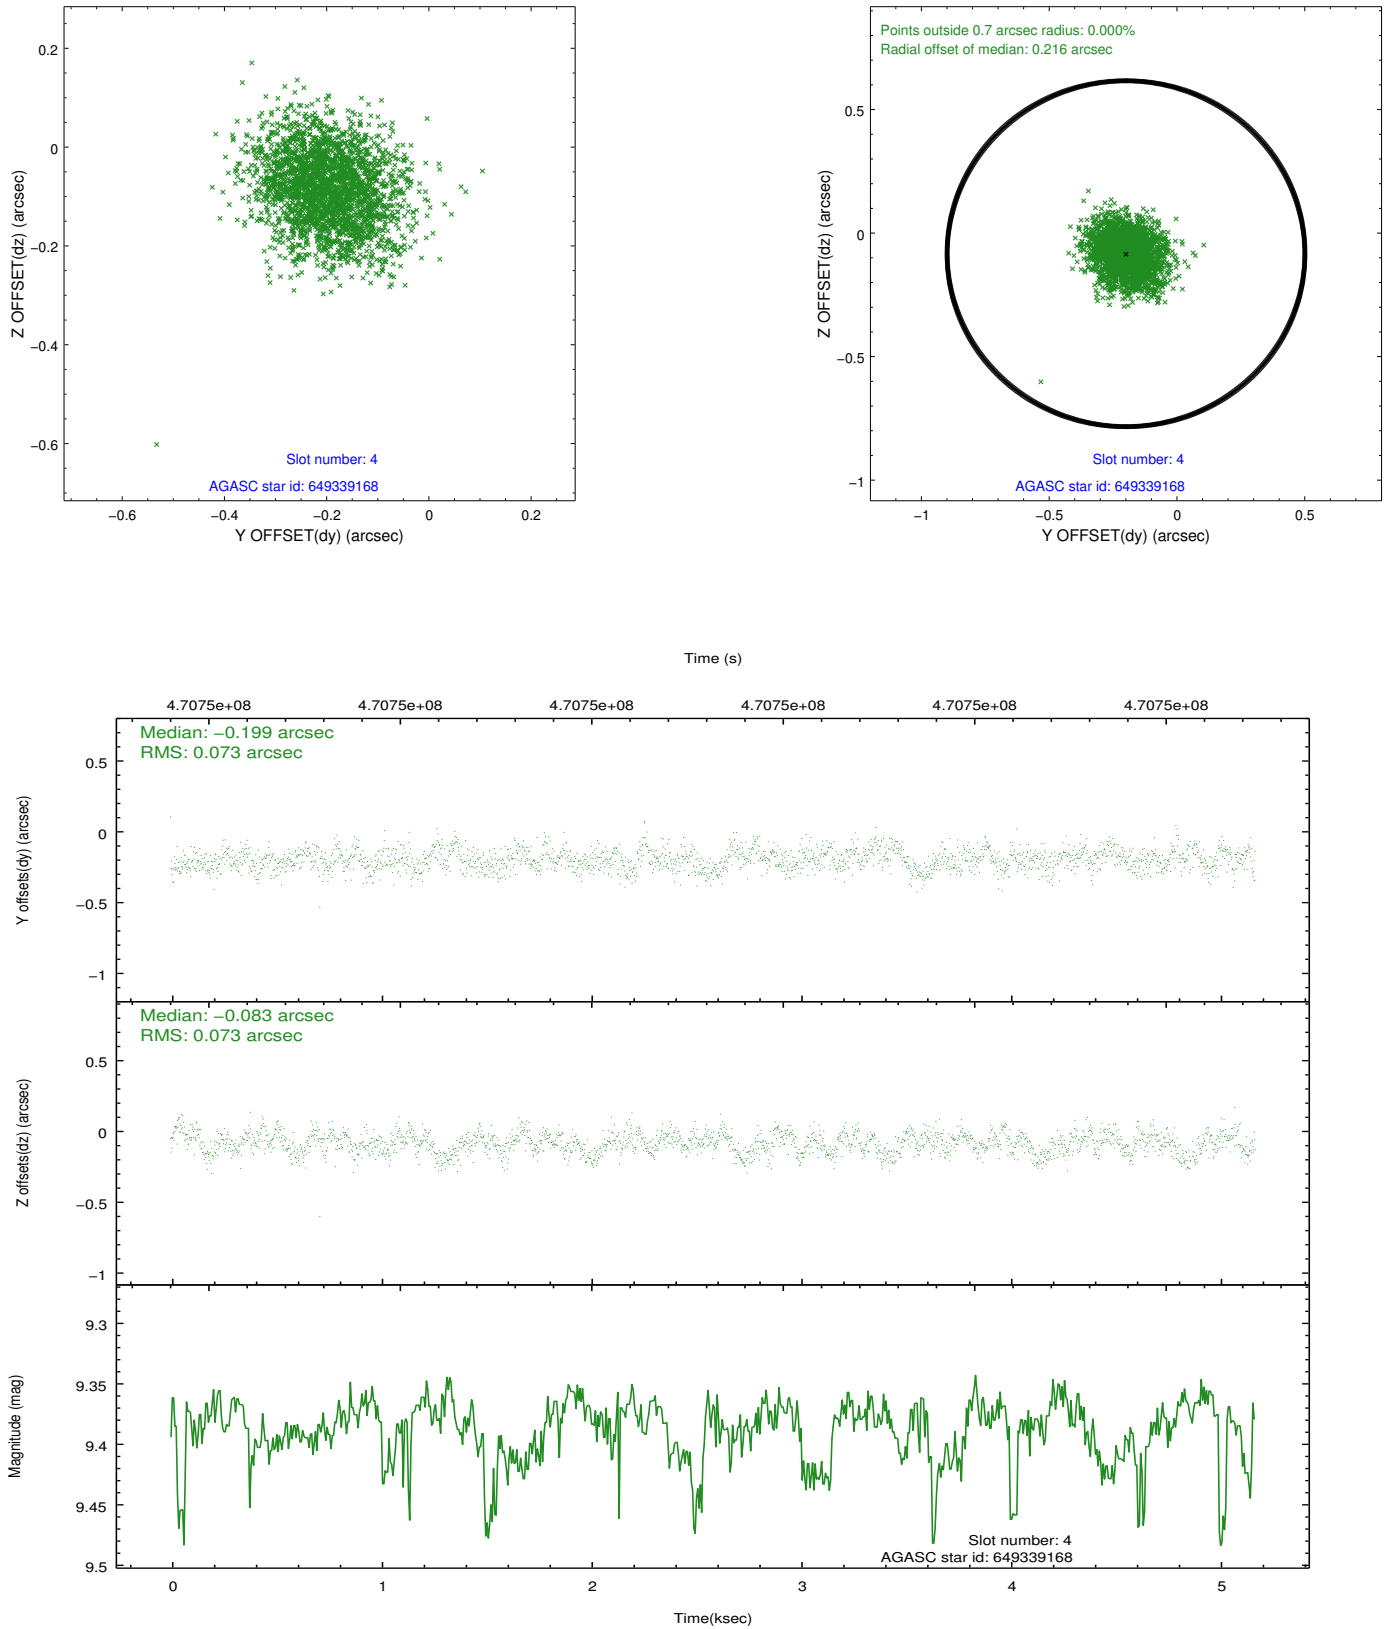 0.2
0
−0.2
−0.4
−0.6
Z OFFSET(dz) (arcsec)
Slot number: 4
AGASC star id: 649339168
−0.6
−0.4
−0.2
0
0.2
Y OFFSET(dy) (arcsec)
Points outside 0.7 arcsec radius: 0.000%
Radial offset of median: 0.216 arcsec
0.5
0
−0.5
−1
Z OFFSET(dz) (arcsec)
Slot number: 4
AGASC star id: 649339168
−1
−0.5
0
0.5
Y OFFSET(dy) (arcsec)
Time (s)
4.7075e+08
4.7075e+08
4.7075e+08
4.7075e+08
4.7075e+08
4.7075e+08
Median: −0.199 arcsec
RMS: 0.073 arcsec
0.5
0
−0.5
−1
Y offsets(dy) (arcsec)
Median: −0.083 arcsec
RMS: 0.073 arcsec
0.5
0
−0.5
−1
Z offsets(dz) (arcsec)
9.3
9.35
9.4
9.45
9.5
Magnitude (mag)
Slot number: 4
AGASC star id: 649339168
0
1
2
3
4
5
Time(ksec)